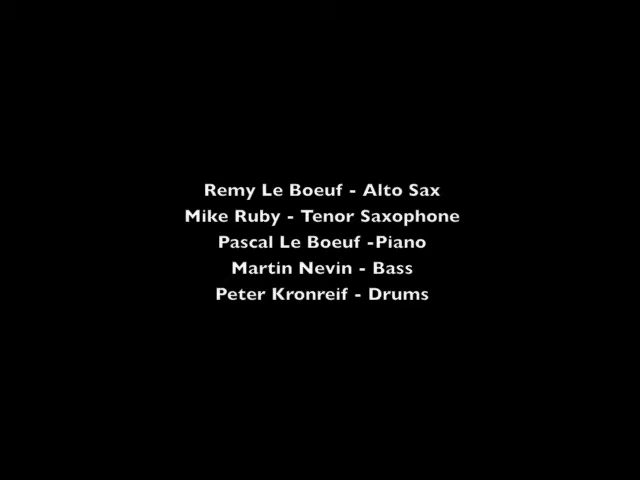 Remy Le Boeuf - Alto Sax
Mike Ruby - Tenor Saxophone
Pascal Le Boeuf -Piano
Martin Nevin - Bass
Peter Kronreif - Drums